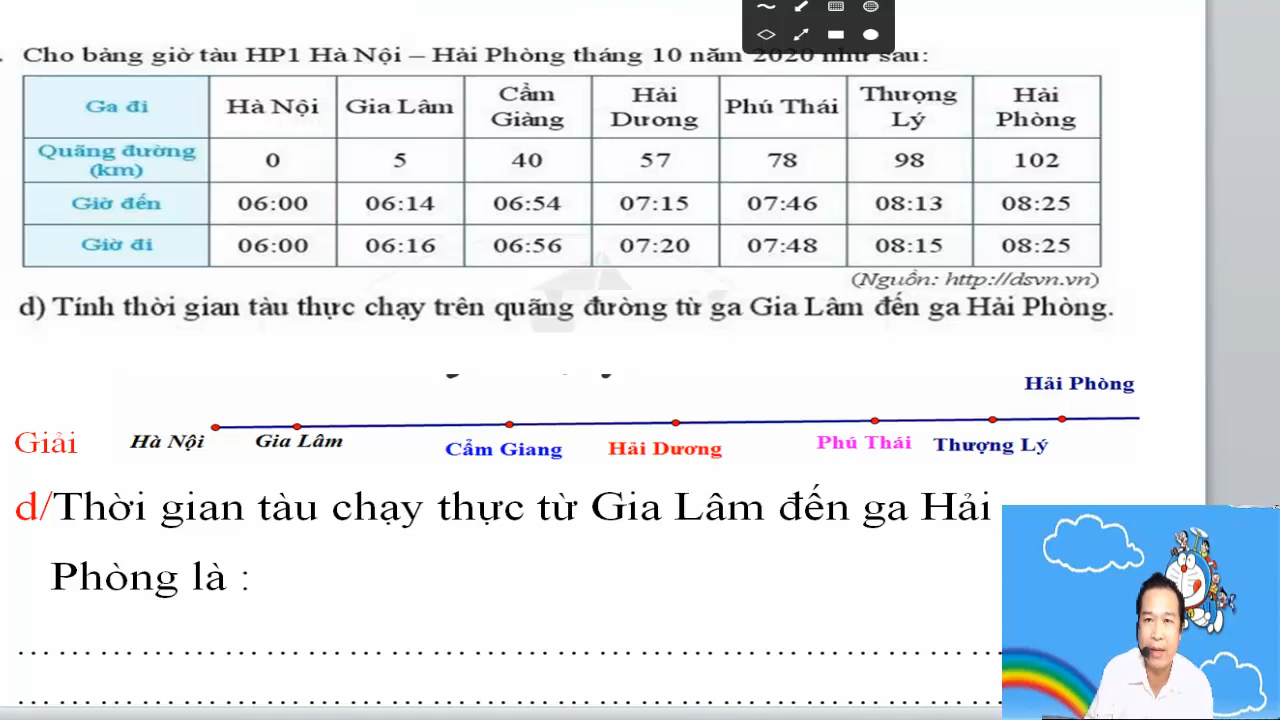 Cho bảng giờ tàu HP1 Hà Nội – Hải Phòng tháng 10 năm 2020 như sau:
Ga đi Hà Nội Gia Lâm Cẩm Giàng Hải Dương Phú Thái Thượng Lý Hải Phòng
Quãng đường (km) 0 5 40 57 78 98 102
Giờ đến 06:00 06:14 06:54 07:15 07:46 08:13 08:25
Giờ đi 06:00 06:16 06:56 07:20 07:48 08:15 08:25
(Nguồn: http://dsvn.vn)
d) Tính thời gian tàu thực chạy trên quãng đường từ ga Gia Lâm đến ga Hải Phòng.
Hải Phòng
Giải Hà Nội Gia Lâm Cẩm Giang Hải Dương Phú Thái Thượng Lý
d/Thời gian tàu chạy thực từ Gia Lâm đến ga Hải
Phòng là :